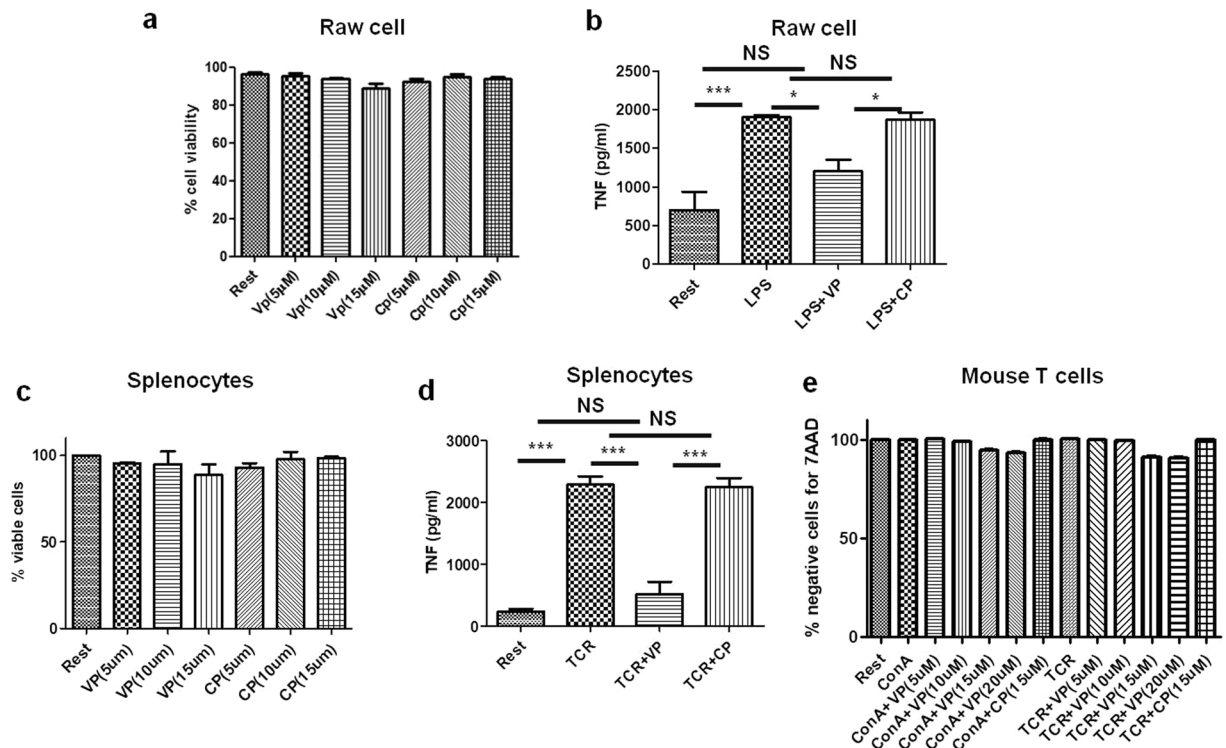 a
Raw cell
% cell viability
100
80
60
40
20
0
Rest
Vp(5µM)
Vp(10µM)
Vp(15µM)
Cp(5µM)
Cp(10µM)
Cp(15µM)
b
Raw cell
NS
NS
***
*
*
TNF (pg/ml)
2500
2000
1500
1000
500
0
Rest
LPS
LPS+VP
LPS+CP
c
Splenocytes
% viable cells
100
50
0
Rest
VP(5um)
VP(10um)
VP(15um)
CP(5um)
CP(10um)
CP(15um)
d
Splenocytes
NS
NS
***
***
***
TNF (pg/ml)
3000
2000
1000
0
Rest
TCR
TCR+VP
TCR+CP
e
Mouse T cells
% negative cells for 7AAD
100
50
0
Rest
ConA
ConA+VP(5uM)
ConA+VP(10uM)
ConA+VP(15uM)
ConA+VP(20uM)
ConA+CP(15uM)
TCR
TCR+VP(5uM)
TCR+VP(10uM)
TCR+VP(15uM)
TCR+VP(20uM)
TCR+CP(15uM)